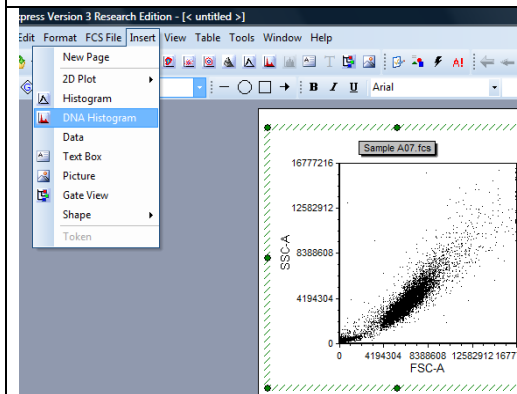 xpress Version 3 Research Edition - [< untitled >]
Edit Format FCS File Insert View Table Tools Window Help
New Page
2D Plot
Histogram
DNA Histogram
Data
Text Box
Picture
Gate View
Shape
Token
B I U Arial
Sample A07.fcs
16777216
12582912
8388608
4194304
0
SSC-A
0 4194304 8388608 12582912 1677
FSC-A